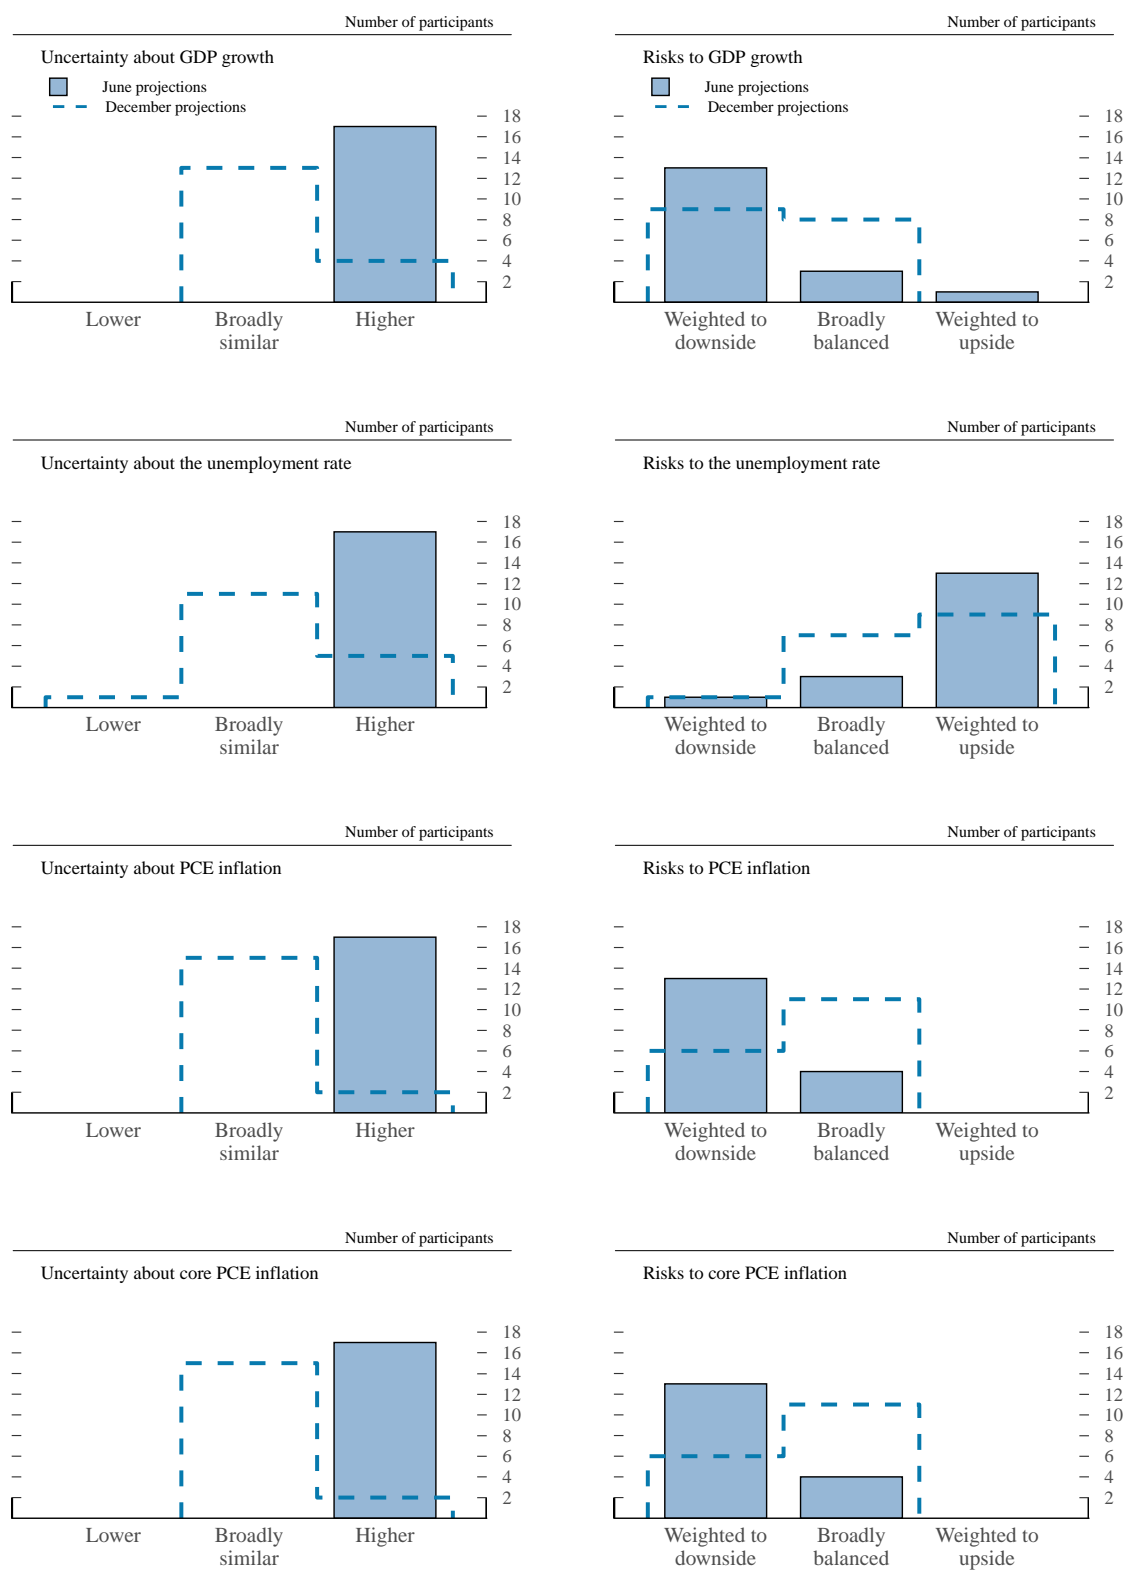 Number of participants
Uncertainty about GDP growth
June projections
December projections
18
16
14
12
10
8
6
4
2
Lower
Broadly similar
Higher
Number of participants
Risks to GDP growth
June projections
December projections
18
16
14
12
10
8
6
4
2
Weighted to downside
Broadly balanced
Weighted to upside
Number of participants
Uncertainty about the unemployment rate
18
16
14
12
10
8
6
4
2
Lower
Broadly similar
Higher
Number of participants
Risks to the unemployment rate
18
16
14
12
10
8
6
4
2
Weighted to downside
Broadly balanced
Weighted to upside
Number of participants
Uncertainty about PCE inflation
18
16
14
12
10
8
6
4
2
Lower
Broadly similar
Higher
Number of participants
Risks to PCE inflation
18
16
14
12
10
8
6
4
2
Weighted to downside
Broadly balanced
Weighted to upside
Number of participants
Uncertainty about core PCE inflation
18
16
14
12
10
8
6
4
2
Lower
Broadly similar
Higher
Number of participants
Risks to core PCE inflation
18
16
14
12
10
8
6
4
2
Weighted to downside
Broadly balanced
Weighted to upside